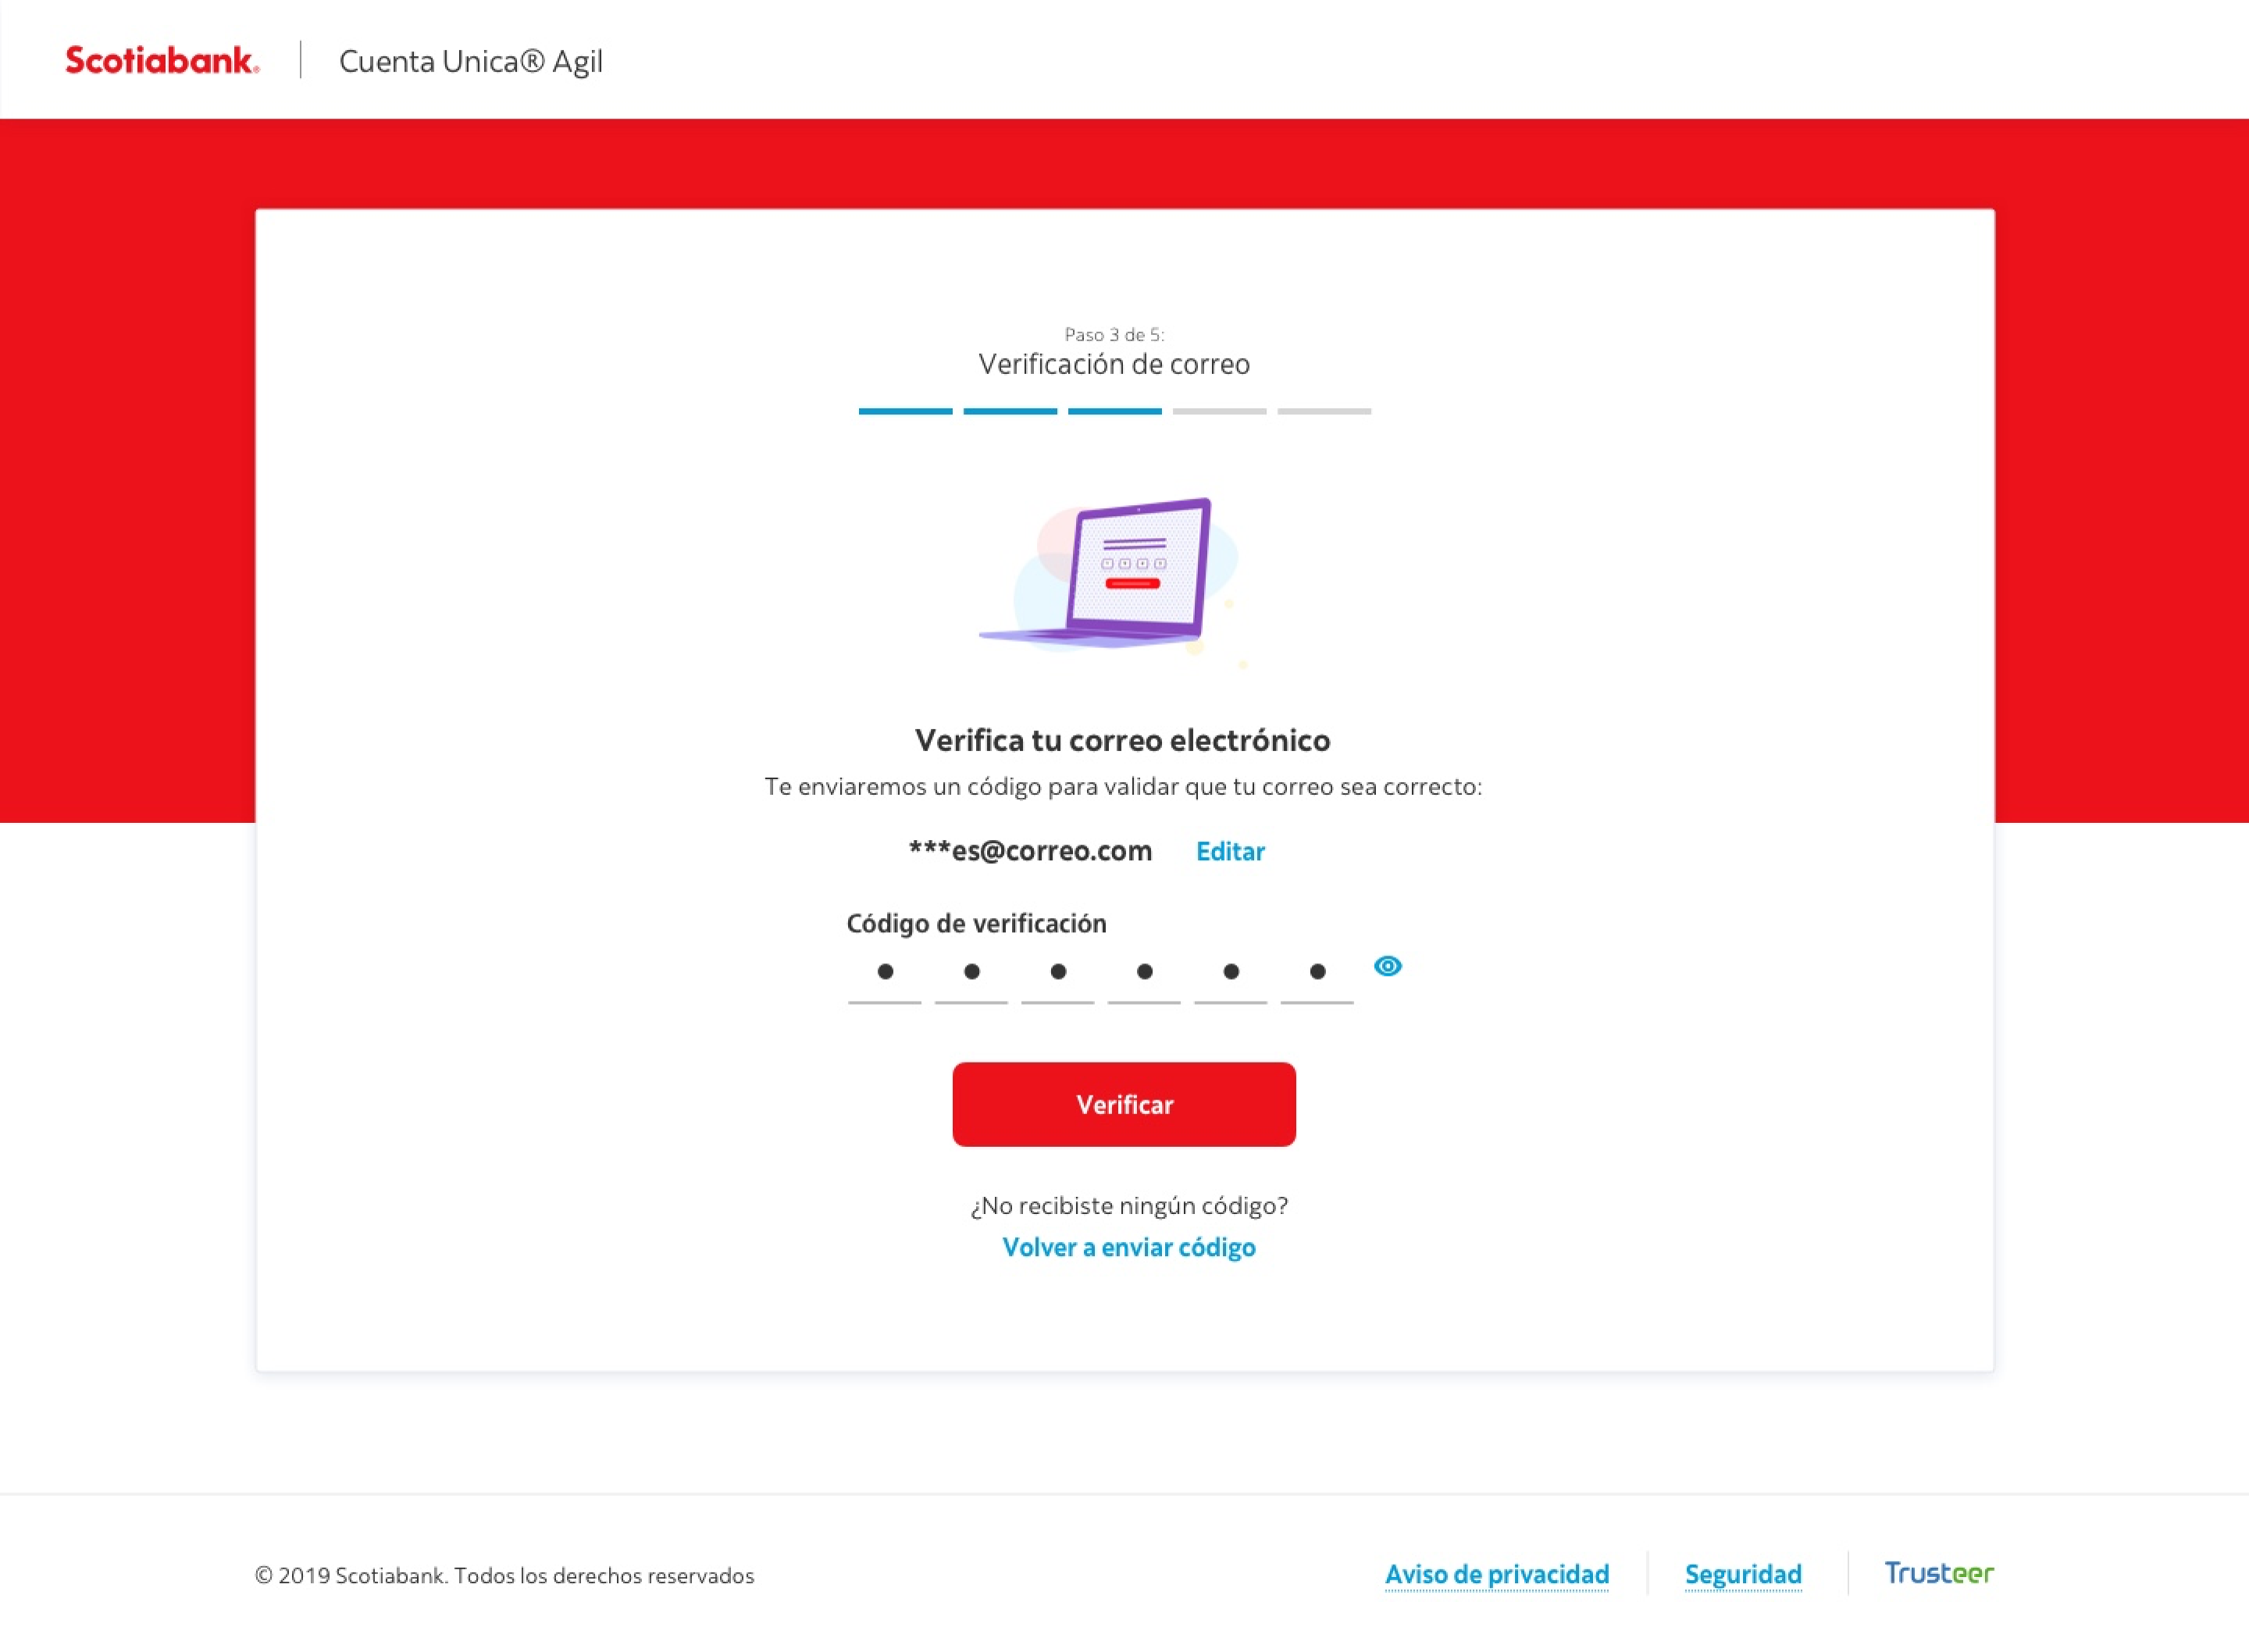 Scotiabank®
Cuenta Unica® Agil
Paso 3 de 5:
Verificación de correo
Verifica tu correo electrónico
Te enviaremos un código para validar que tu correo sea correcto:
***es@correo.com Editar
Código de verificación
Verificar
¿No recibiste ningún código?
Volver a enviar código
© 2019 Scotiabank. Todos los derechos reservados
Aviso de privacidad
Seguridad
Trusteer